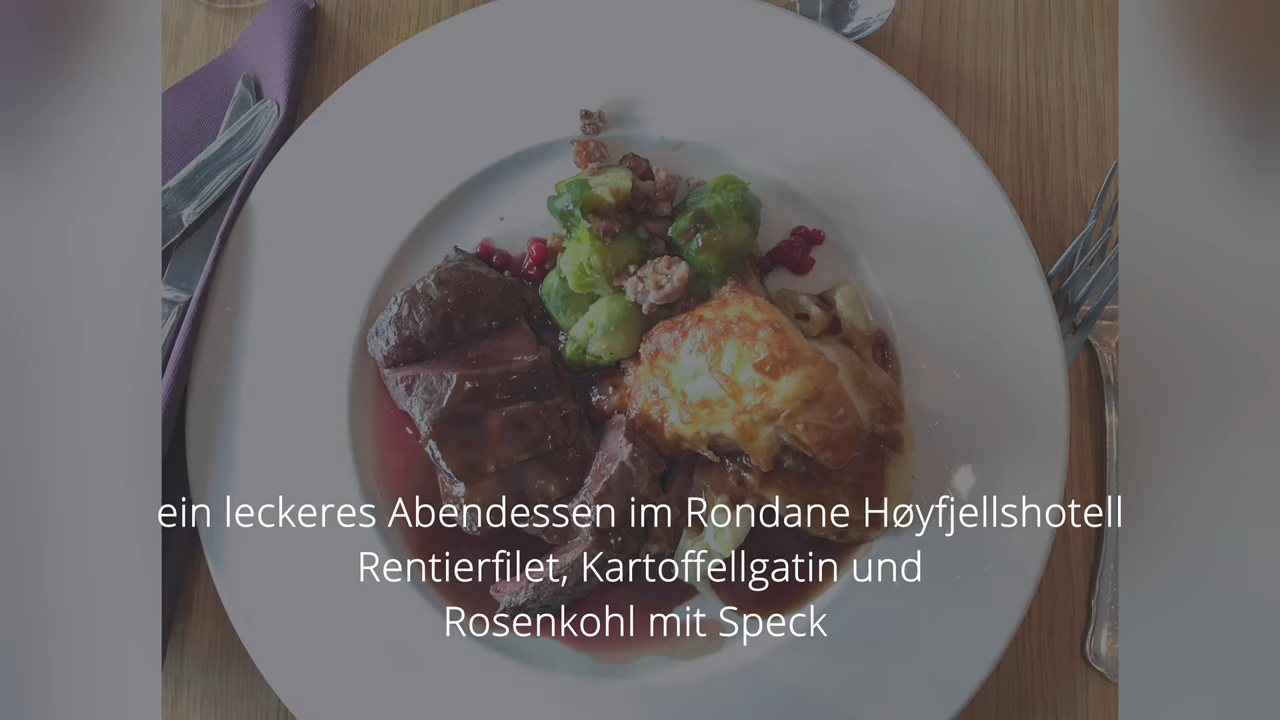 ein leckeres Abendessen im Rondane Høyfjellshotell
Rentierfilet, Kartoffellgatin und
Rosenkohl mit Speck